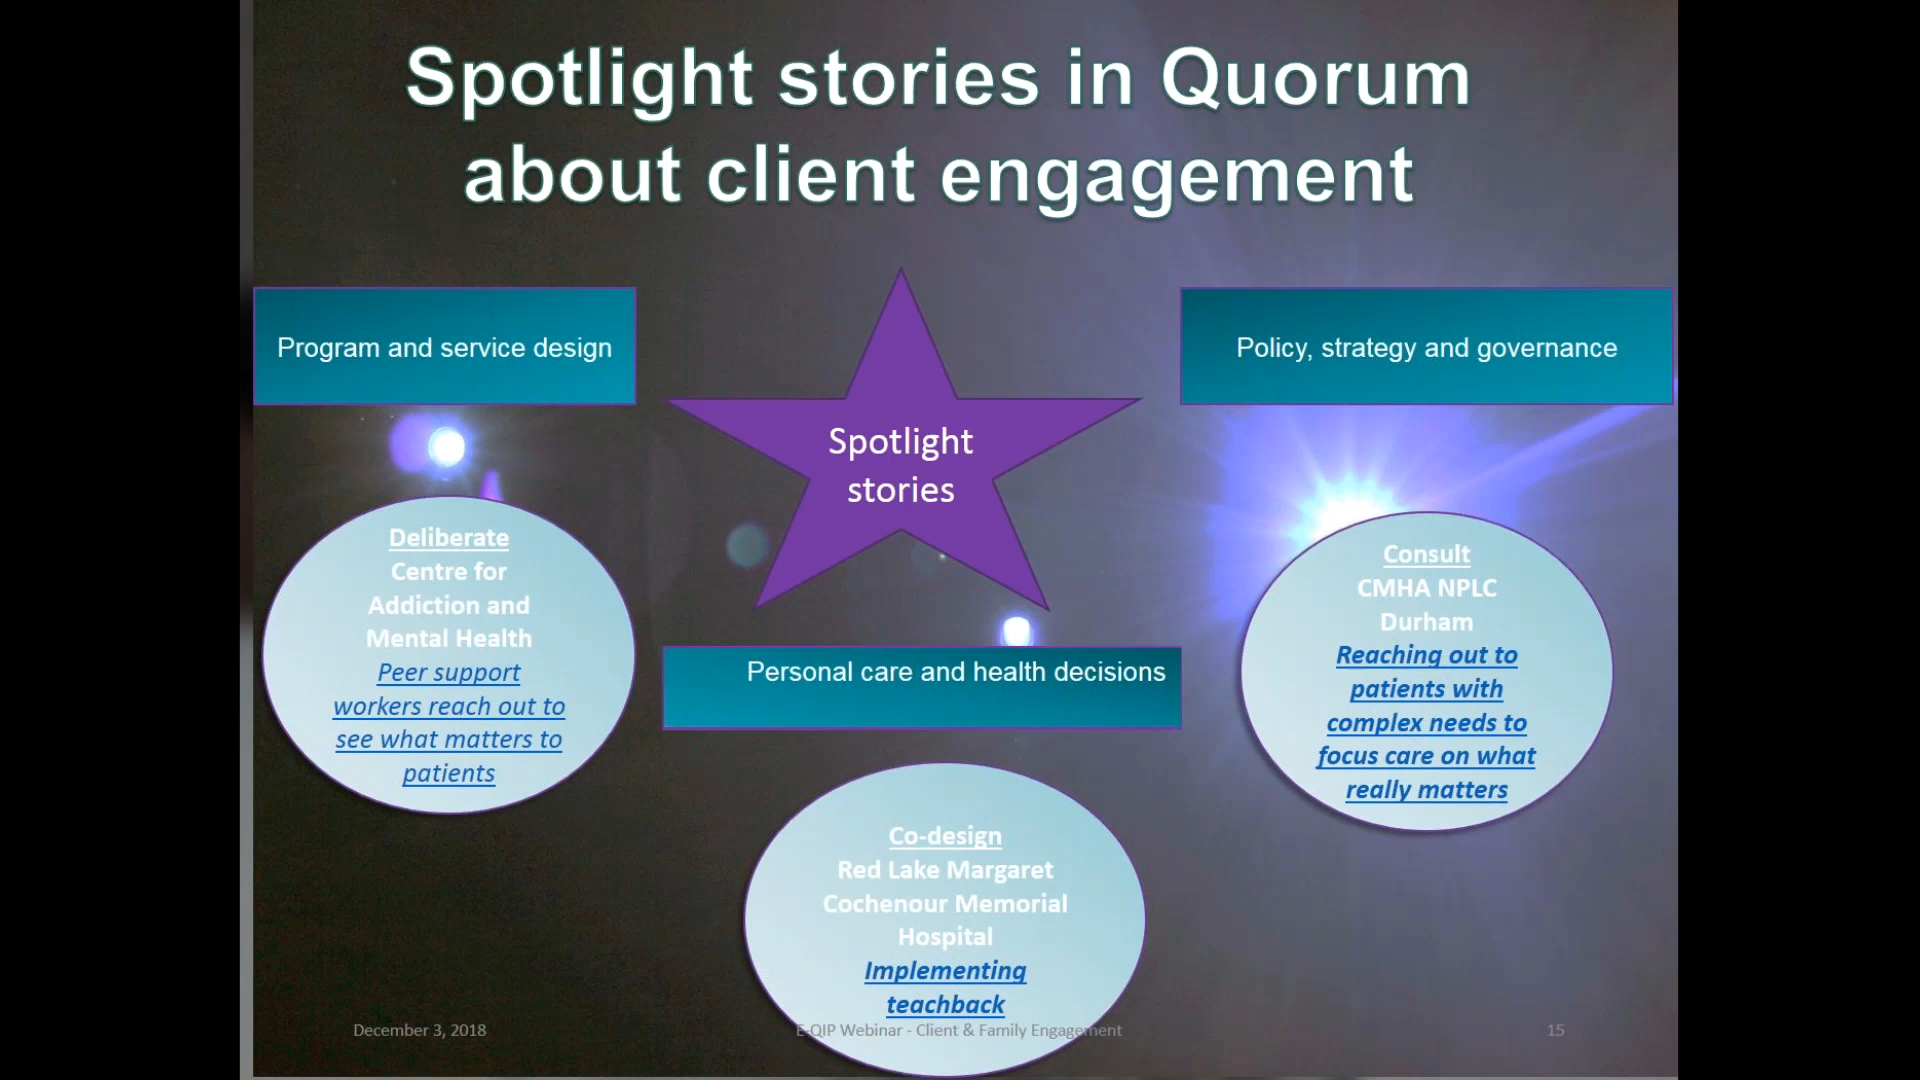 Spotlight stories in Quorum
about client engagement
Program and service design
Spotlight
stories
Policy, strategy and governance
Deliberate
Centre for
Addiction and
Mental Health
Peer support
workers reach out to
see what matters to
patients
Personal care and health decisions
Consult
CMHA NPLC
Durham
Reaching out to
patients with
complex needs to
focus care on what
really matters
Co-design
Red Lake Margaret
Cochenour Memorial
Hospital
Implementing
teachback
December 3, 2018
E-QIP Webinar - Client & Family Engagement
15